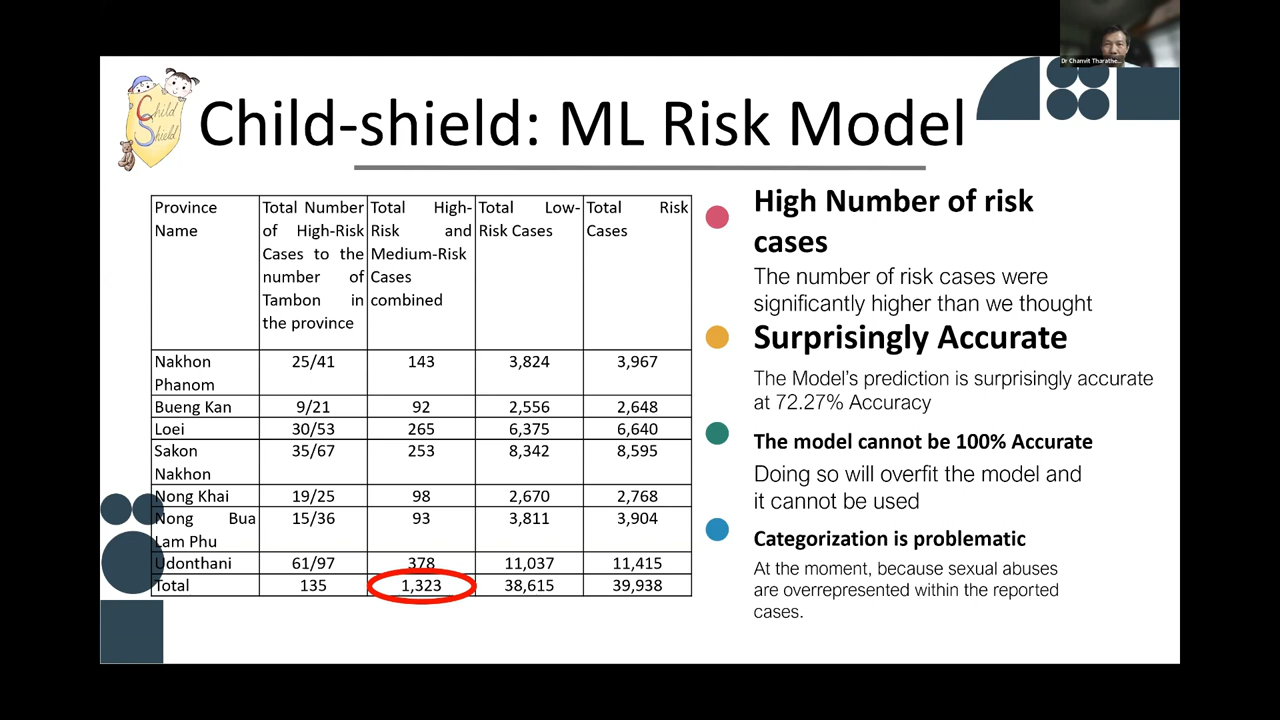 Dr Chanvit Tharathe...
Child Shield
Child-shield: ML Risk Model
Province Name
Total Number of High-Risk Cases to the number of Tambon in the province
Total High-Risk and Medium-Risk Cases combined
Total Low-Risk Cases
Total Risk Cases
Nakhon Phanom 25/41 143 3,824 3,967
Bueng Kan 9/21 92 2,556 2,648
Loei 30/53 265 6,375 6,640
Sakon Nakhon 35/67 253 8,342 8,595
Nong Khai 19/25 98 2,670 2,768
Nong Bua Lam Phu 15/36 93 3,811 3,904
Udonthani 61/97 378 11,037 11,415
Total 135 1,323 38,615 39,938
High Number of risk
cases
The number of risk cases were
significantly higher than we thought
Surprisingly Accurate
The Model's prediction is surprisingly accurate
at 72.27% Accuracy
The model cannot be 100% Accurate
Doing so will overfit the model and
it cannot be used
Categorization is problematic
At the moment, because sexual abuses
are overrepresented within the reported
cases.